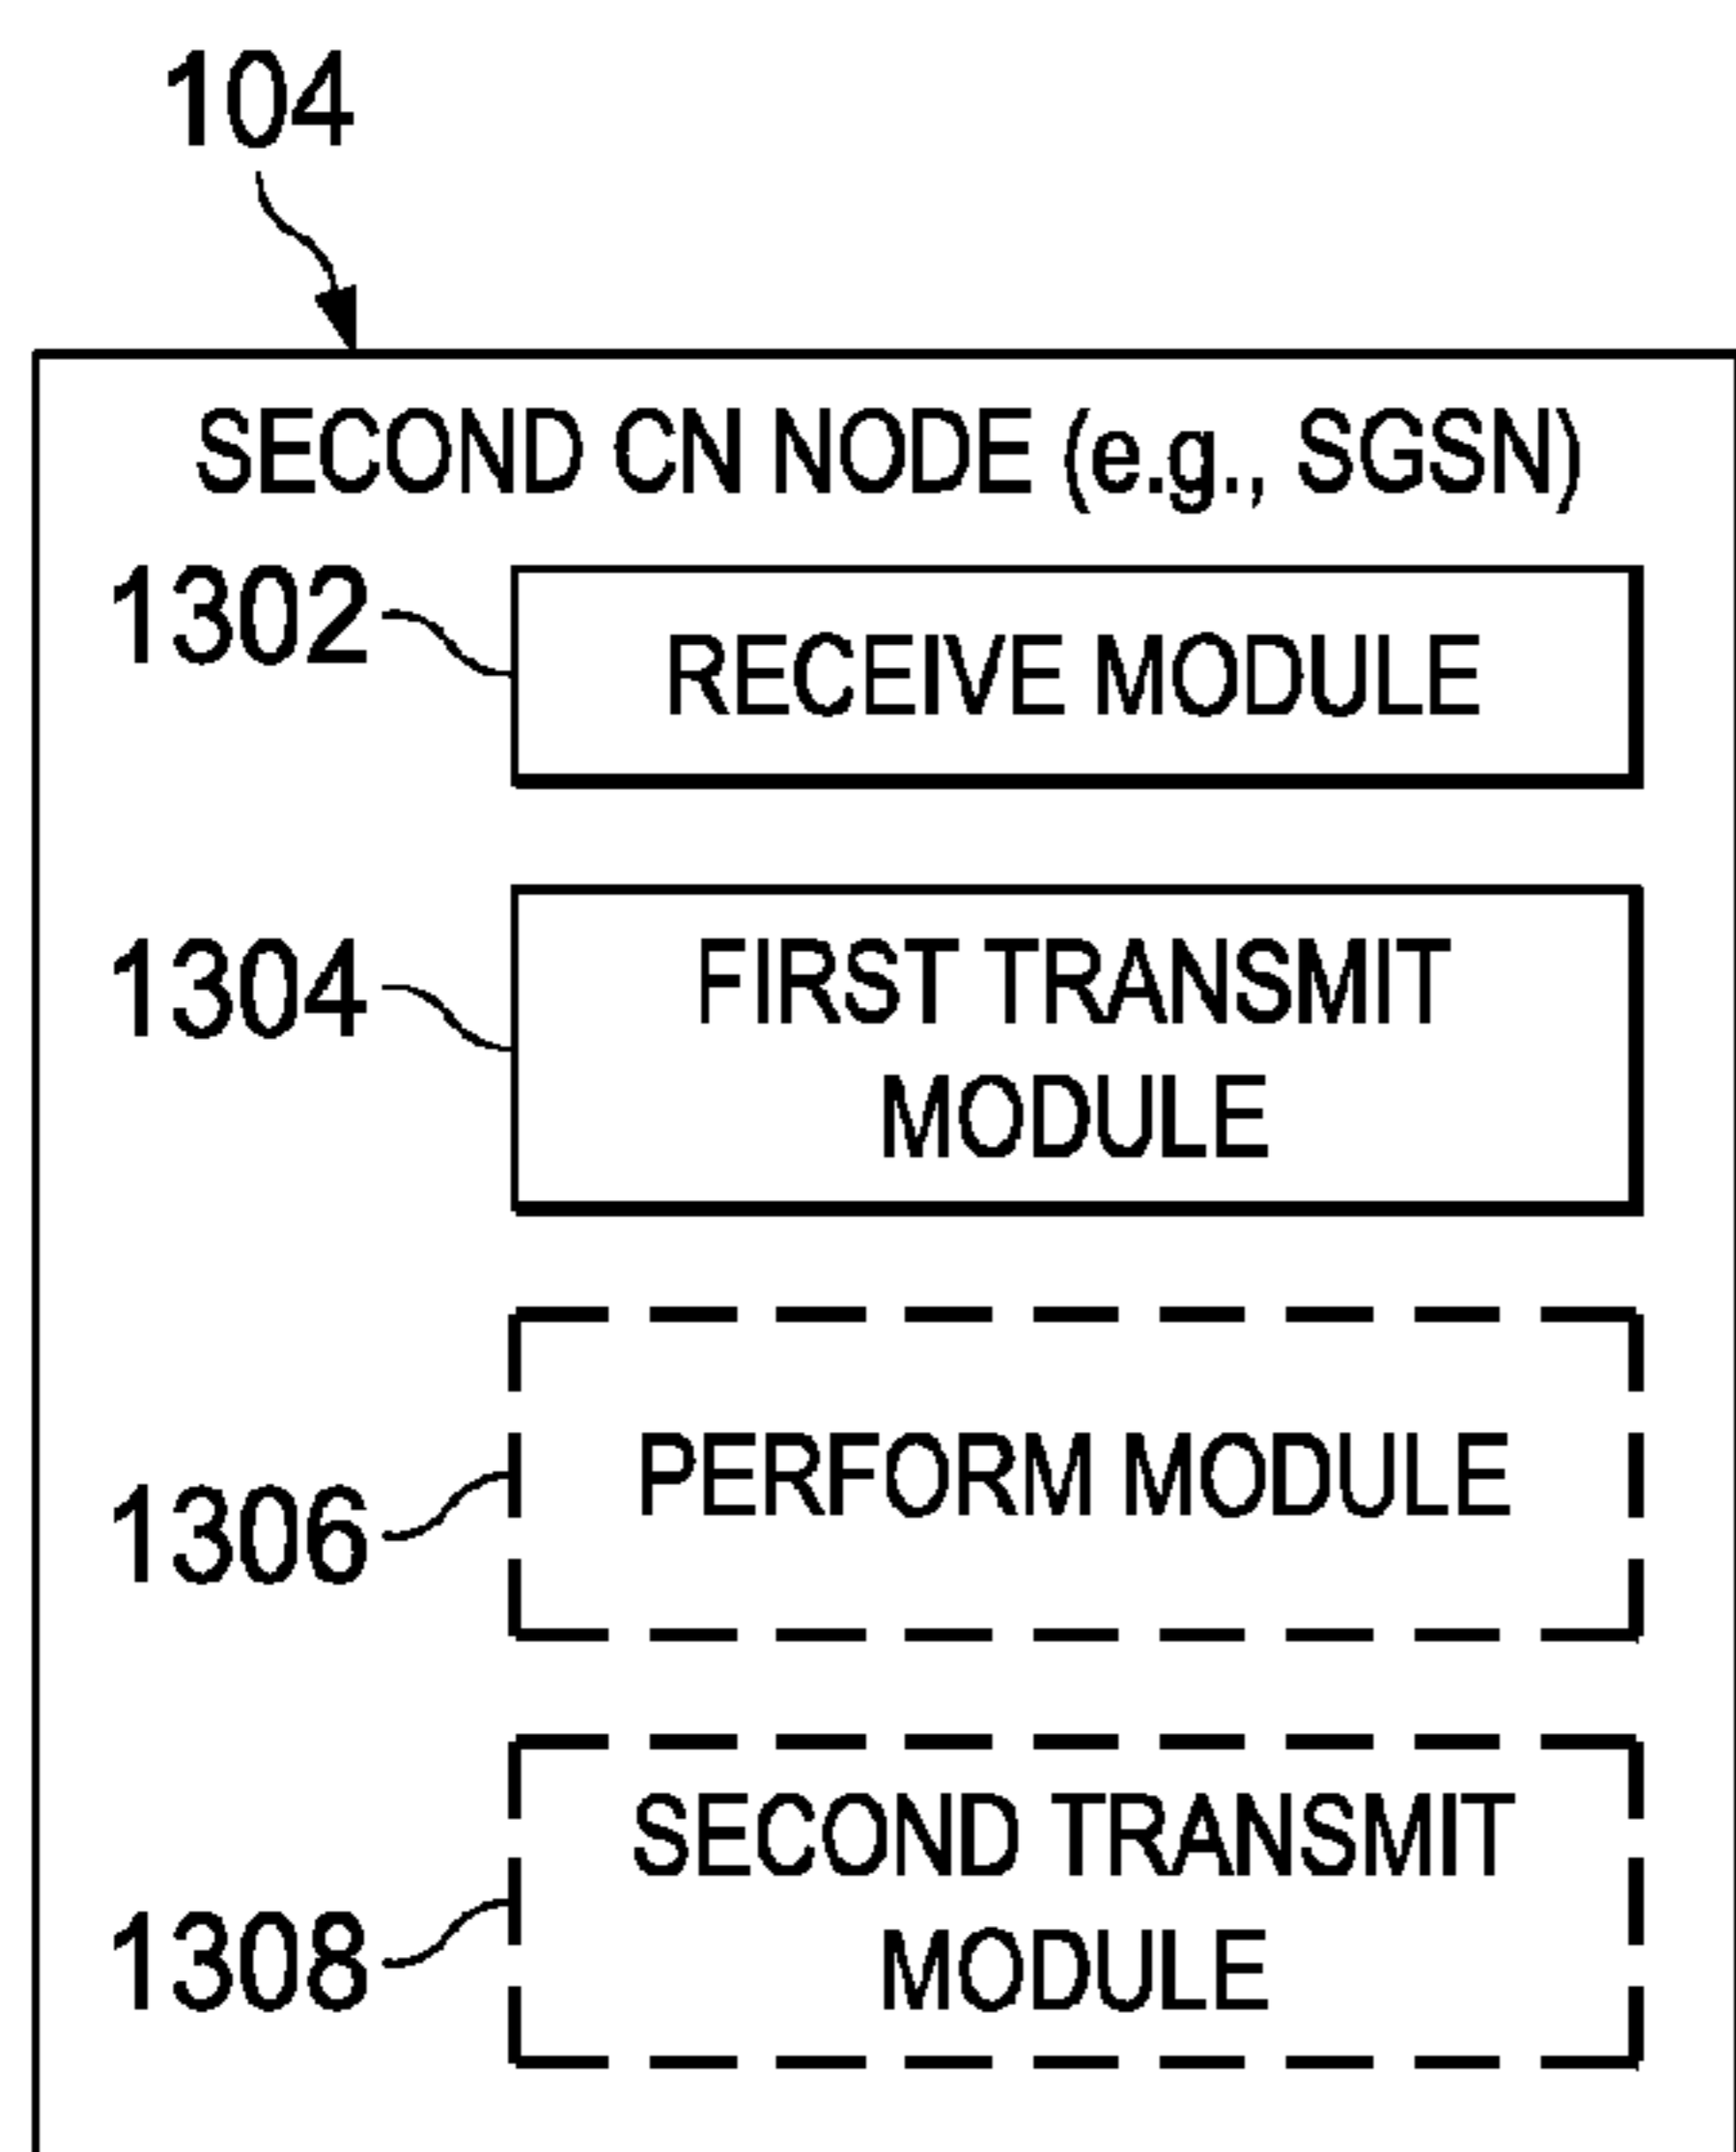 104
SECOND CN NODE (e.g., SGSN)
1302
RECEIVE MODULE
1304
FIRST TRANSMIT
MODULE
1306
PERFORM MODULE
1308
SECOND TRANSMIT
MODULE